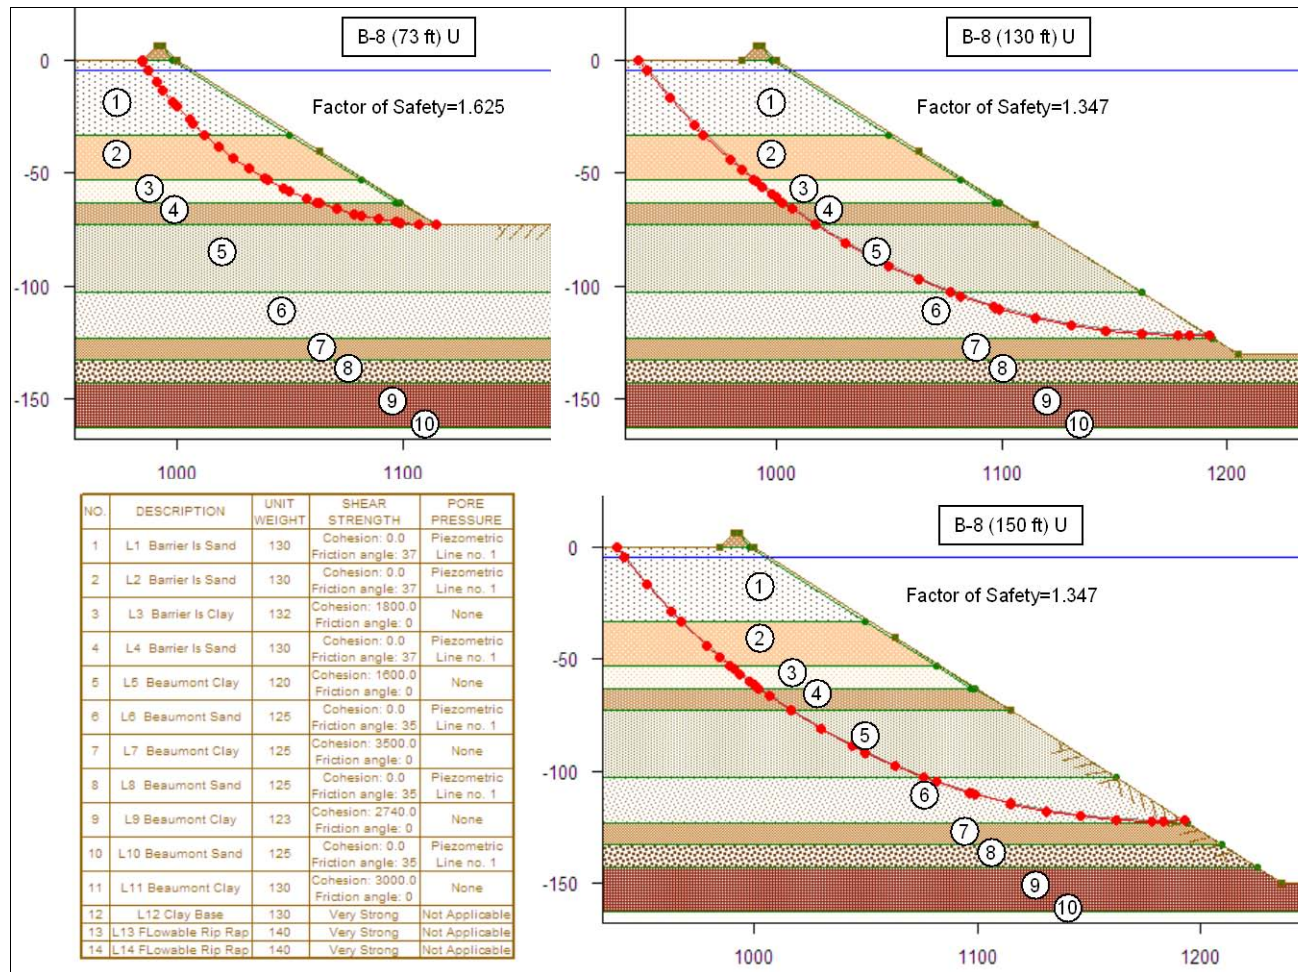 B-8 (73 ft) U
Factor of Safety=1.625
0
-50
-100
-150
1
2
3
4
5
6
7
8
9
10
1000
1100
B-8 (130 ft) U
Factor of Safety=1.347
0
-50
-100
-150
1
2
3
4
5
6
7
8
9
10
1000
1100
1200
NO. DESCRIPTION UNIT WEIGHT SHEAR STRENGTH PORE PRESSURE
1 L1 Barrier Is Sand 130 Cohesion: 0.0 Friction angle: 37 Piezometric Line no. 1
2 L2 Barrier Is Sand 130 Cohesion: 0.0 Friction angle: 37 Piezometric Line no. 1
3 L3 Barrier Is Clay 132 Cohesion: 1800.0 Friction angle: 0 None
4 L4 Barrier Is Sand 130 Cohesion: 0.0 Friction angle: 37 Piezometric Line no. 1
5 L5 Beaumont Clay 120 Cohesion: 1600.0 Friction angle: 0 None
6 L6 Beaumont Sand 125 Cohesion: 0.0 Friction angle: 35 Piezometric Line no. 1
7 L7 Beaumont Clay 125 Cohesion: 3500.0 Friction angle: 0 None
8 L8 Beaumont Sand 125 Cohesion: 0.0 Friction angle: 35 Piezometric Line no. 1
9 L9 Beaumont Clay 123 Cohesion: 2740.0 Friction angle: 0 None
10 L10 Beaumont Sand 125 Cohesion: 0.0 Friction angle: 35 Piezometric Line no. 1
11 L11 Beaumont Clay 130 Cohesion: 3000.0 Friction angle: 0 None
12 L12 Clay Base 130 Very Strong Not Applicable
13 L13 FLowable Rip Rap 140 Very Strong Not Applicable
14 L14 FLowable Rip Rap 140 Very Strong Not Applicable
B-8 (150 ft) U
Factor of Safety=1.347
0
-50
-100
-150
1
2
3
4
5
6
7
8
9
10
1000
1100
1200